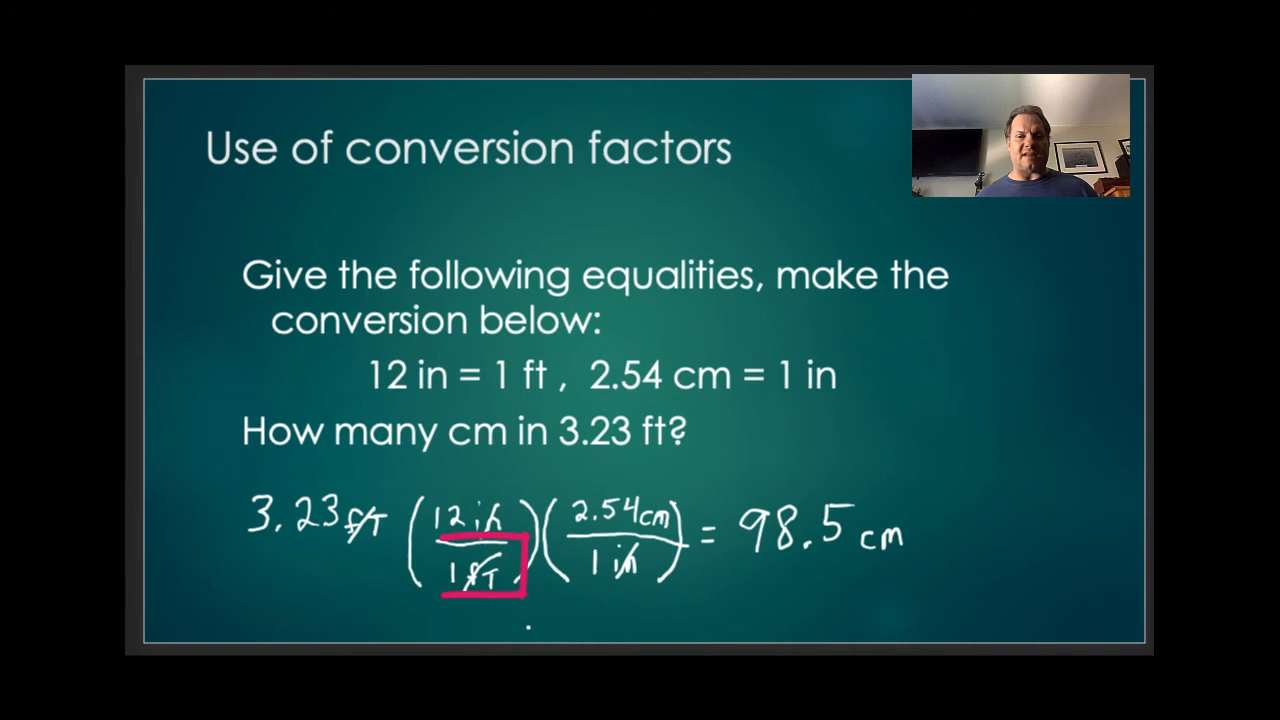 Use of conversion factors
Give the following equalities, make the
conversion below:
12 in = 1 ft , 2.54 cm = 1 in
How many cm in 3.23 ft?
3.23 fT (12 in / 1 fT) (2.54 cm / 1 in) = 98.5 cm